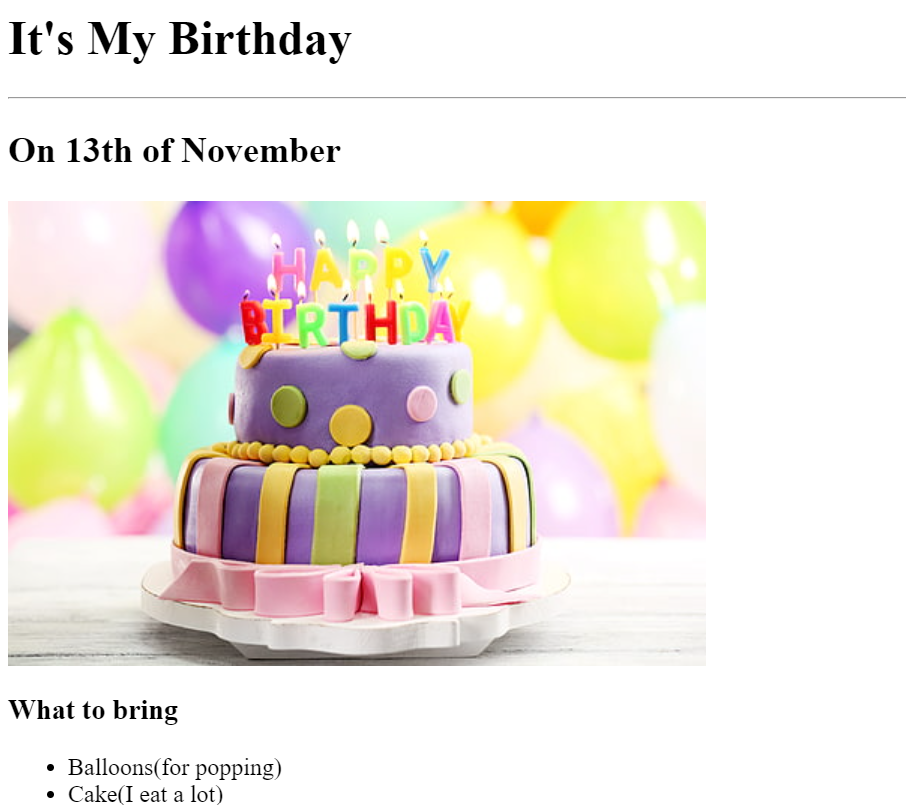 It's My Birthday
On 13th of November
HAPPY
BIRTHDAY
What to bring
Balloons(for popping)
Cake(I eat a lot)